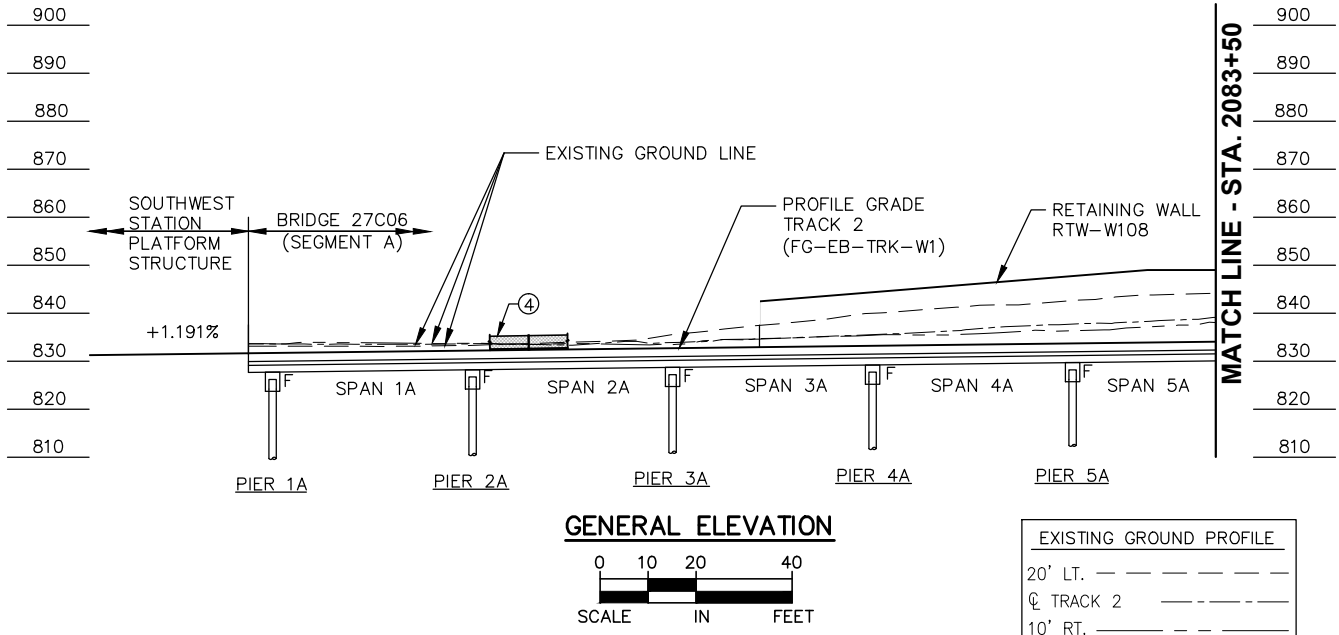 900
890
880
870
860
850
840
830
820
810
SOUTHWEST
STATION
PLATFORM
STRUCTURE
BRIDGE 27C06
(SEGMENT A)
EXISTING GROUND LINE
4
PROFILE GRADE
TRACK 2
(FG-EB-TRK-W1)
RETAINING WALL
RTW-W108
MATCH LINE - STA. 2083+50
900
890
880
870
860
850
840
830
820
810
+1.191%
F
SPAN 1A
F
SPAN 2A
F
SPAN 3A
F
SPAN 4A
F
SPAN 5A
PIER 1A
PIER 2A
PIER 3A
PIER 4A
PIER 5A
GENERAL ELEVATION
0 10 20 40
SCALE IN FEET
EXISTING GROUND PROFILE
20' LT.
℄ TRACK 2
10' RT.